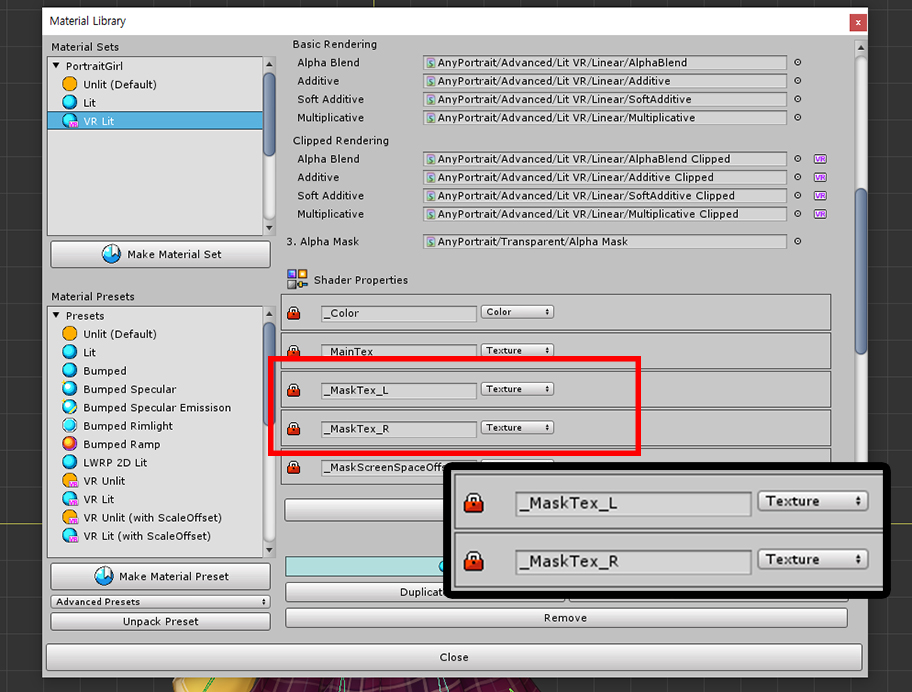 Material Library
x
Material Sets
PortraitGirl
Unlit (Default)
Lit
VR Lit
Make Material Set
Material Presets
Presets
Unlit (Default)
Lit
Bumped
Bumped Specular
Bumped Specular Emissison
Bumped Rimlight
Bumped Ramp
LWRP 2D Lit
VR Unlit
VR Lit
VR Unlit (with ScaleOffset)
VR Lit (with ScaleOffset)
Make Material Preset
Advanced Presets
Unpack Preset
Basic Rendering
Alpha Blend AnyPortrait/Advanced/Lit VR/Linear/AlphaBlend
Additive AnyPortrait/Advanced/Lit VR/Linear/Additive
Soft Additive AnyPortrait/Advanced/Lit VR/Linear/SoftAdditive
Multiplicative AnyPortrait/Advanced/Lit VR/Linear/Multiplicative
Clipped Rendering
Alpha Blend AnyPortrait/Advanced/Lit VR/Linear/AlphaBlend Clipped VR
Additive AnyPortrait/Advanced/Lit VR/Linear/Additive Clipped VR
Soft Additive AnyPortrait/Advanced/Lit VR/Linear/SoftAdditive Clipped VR
Multiplicative AnyPortrait/Advanced/Lit VR/Linear/Multiplicative Clipped VR
3. Alpha Mask AnyPortrait/Transparent/Alpha Mask
Shader Properties
_Color Color
_MainTex Texture
_MaskTex_L Texture
_MaskTex_R Texture
_MaskScreenSpaceOffs
_MaskTex_L Texture
_MaskTex_R Texture
Duplicat
Remove
Close